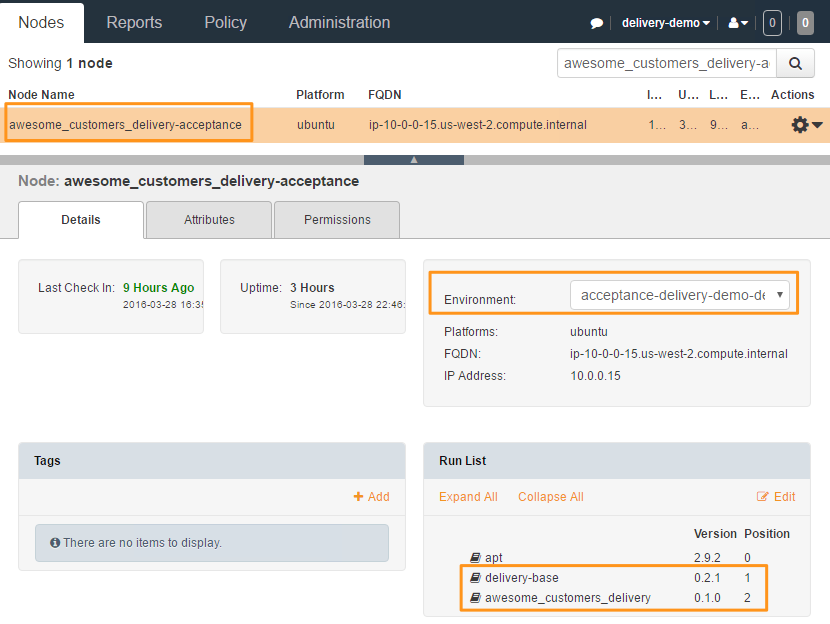 Nodes Reports Policy Administration delivery-demo 0 0
Showing 1 node awesome_customers_delivery-a
Node Name Platform FQDN I... U... L... E... Actions
awesome_customers_delivery-acceptance ubuntu ip-10-0-0-15.us-west-2.compute.internal 1... 3... 9... a...
Node: awesome_customers_delivery-acceptance
Details Attributes Permissions
Last Check In: 9 Hours Ago
2016-03-28 16:3
Uptime: 3 Hours
Since 2016-03-28 22:46:
Environment: acceptance-delivery-demo-de
Platforms: ubuntu
FQDN: ip-10-0-0-15.us-west-2.compute.internal
IP Address: 10.0.0.15
Tags
Add
There are no items to display.
Run List
Expand All Collapse All Edit
Version Position
apt 2.9.2 0
delivery-base 0.2.1 1
awesome_customers_delivery 0.1.0 2